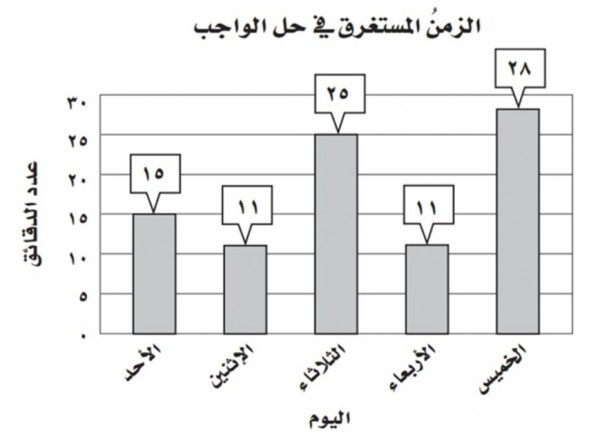 الزمنُ المستغرق في حل الواجب
عدد الدقائق
٣٠
٢٥
٢٠
١٥
١٠
٥
٠
١٥
١١
٢٥
١١
٢٨
الأحد
الإثنين
الثلاثاء
الأربعاء
الخميس
اليوم